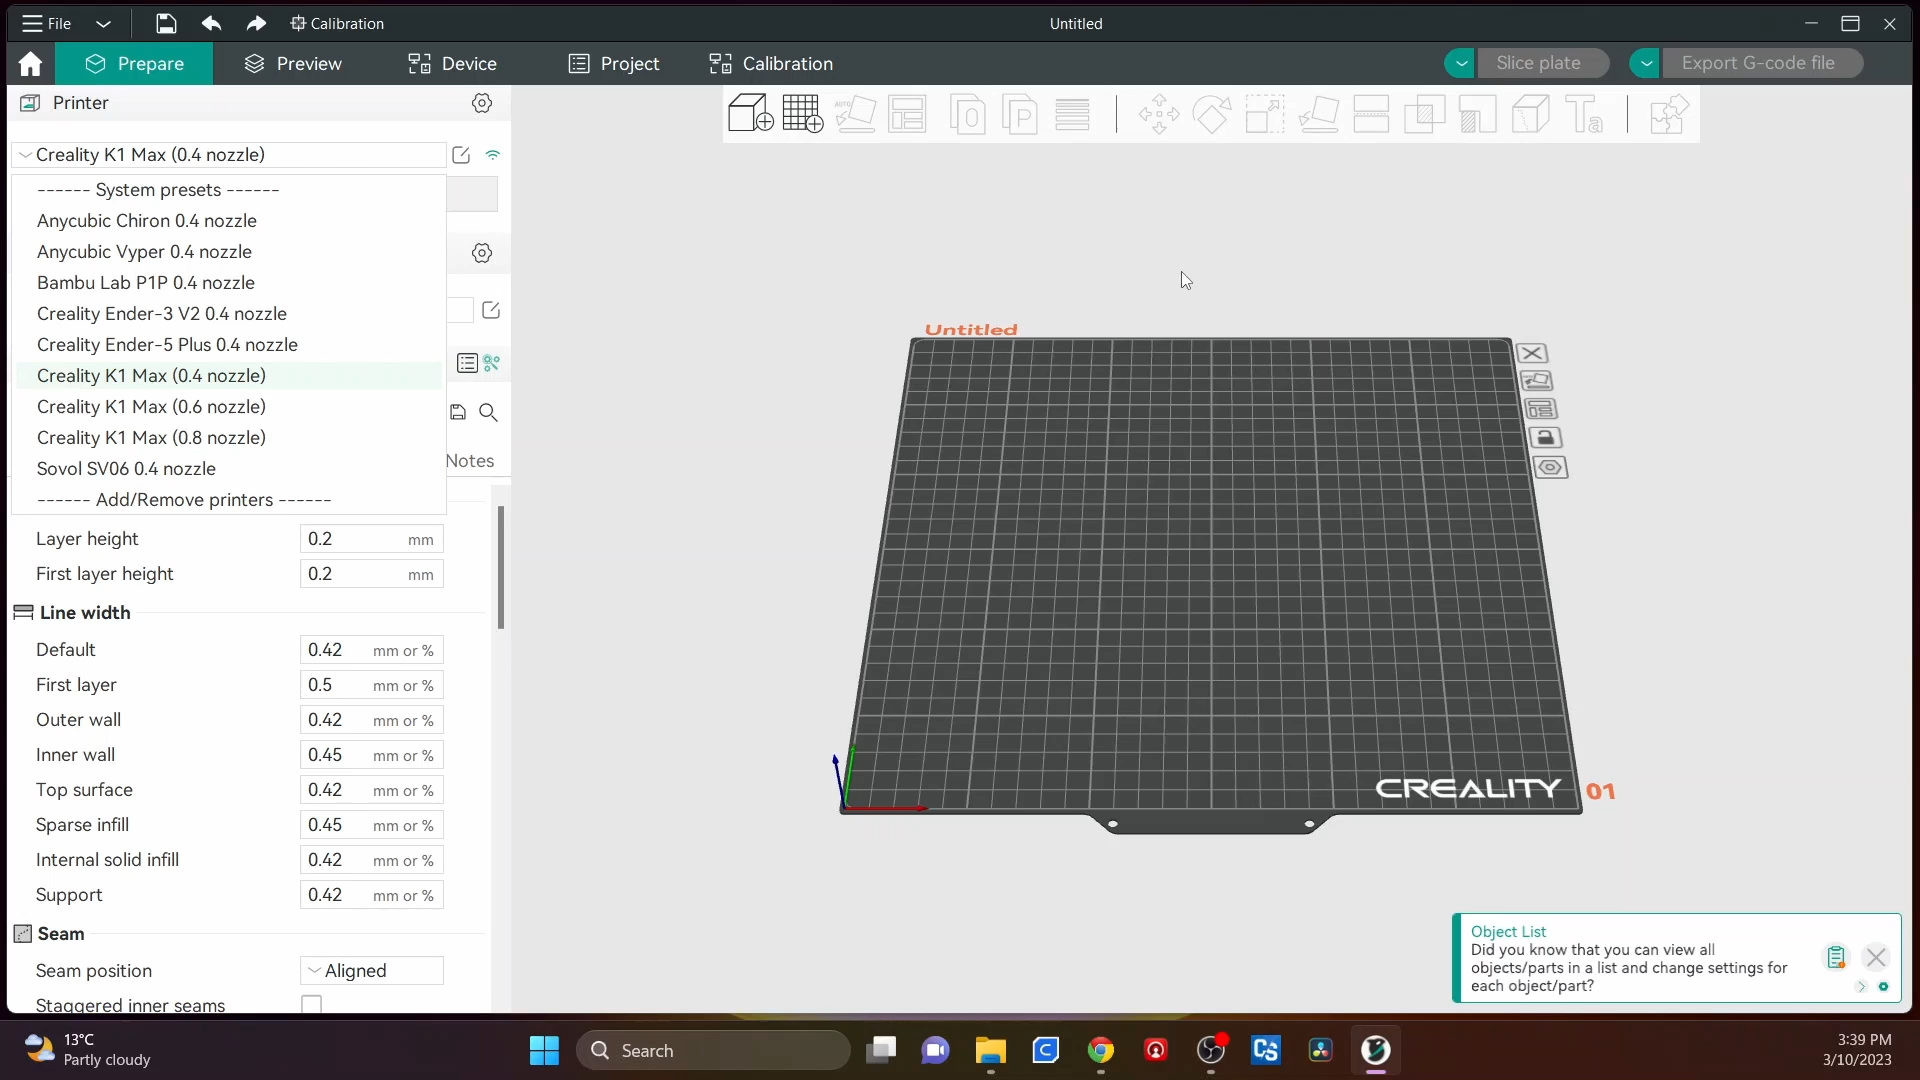 File
Calibration
Untitled
Prepare
Preview
Device
Project
Calibration
Slice plate
Export G-code file
Printer
Creality K1 Max (0.4 nozzle)
------ System presets ------
Anycubic Chiron 0.4 nozzle
Anycubic Vyper 0.4 nozzle
Bambu Lab P1P 0.4 nozzle
Creality Ender-3 V2 0.4 nozzle
Creality Ender-5 Plus 0.4 nozzle
Creality K1 Max (0.4 nozzle)
Creality K1 Max (0.6 nozzle)
Creality K1 Max (0.8 nozzle)
Sovol SV06 0.4 nozzle
------ Add/Remove printers ------
Notes
Layer height 0.2 mm
First layer height 0.2 mm
Line width
Default 0.42 mm or %
First layer 0.5 mm or %
Outer wall 0.42 mm or %
Inner wall 0.45 mm or %
Top surface 0.42 mm or %
Sparse infill 0.45 mm or %
Internal solid infill 0.42 mm or %
Support 0.42 mm or %
Seam
Seam position Aligned
Staggered inner seams
AUTO
Ta
Untitled
CREALITY
01
Object List
Did you know that you can view all
objects/parts in a list and change settings for
each object/part?
13°C
Partly cloudy
Search
CS
3:39 PM
3/10/2023